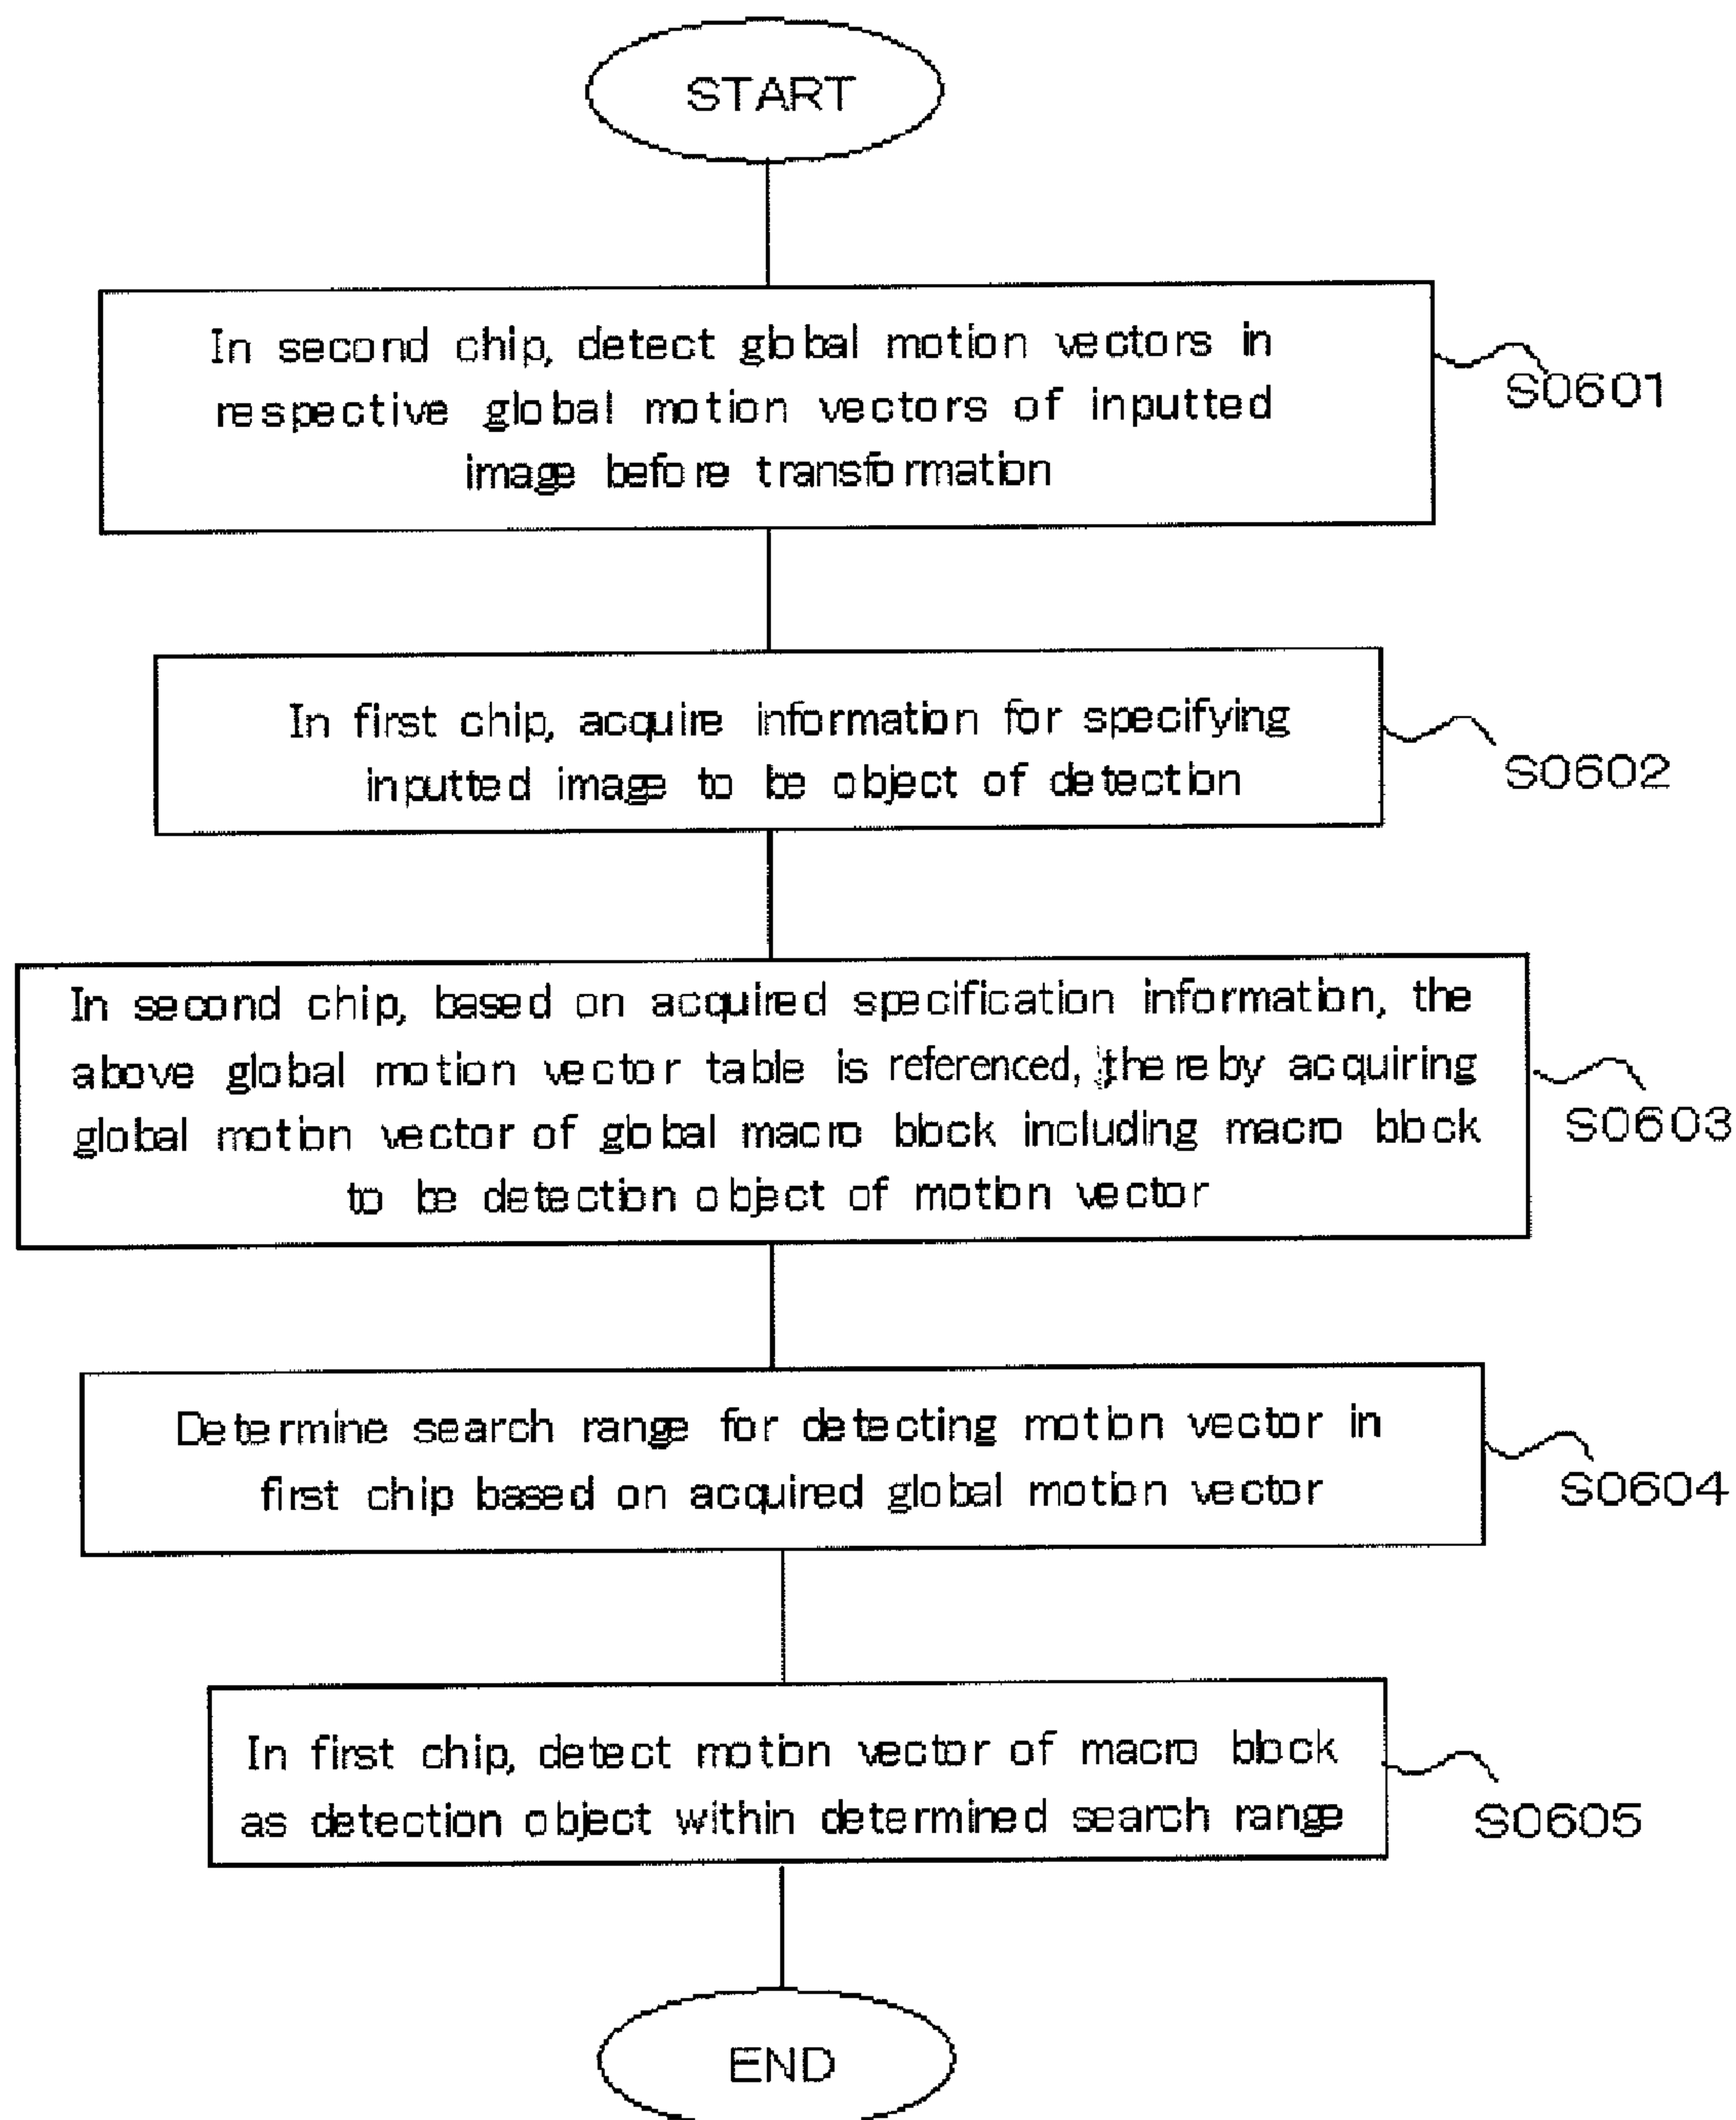 START
In second chip, detect global motion vectors in
respective global motion vectors of inputted
image before transformation
S0601
In first chip, acquire information for specifying
inputted image to be object of detection
S0602
In second chip, based on acquired specification information, the
above global motion vector table is referenced, thereby acquiring
global motion vector of global macro block including macro block
to be detection object of motion vector
S0603
Determine search range for detecting motion vector in
first chip based on acquired global motion vector
S0604
In first chip, detect motion vector of macro block
as detection object within determined search range
S0605
END